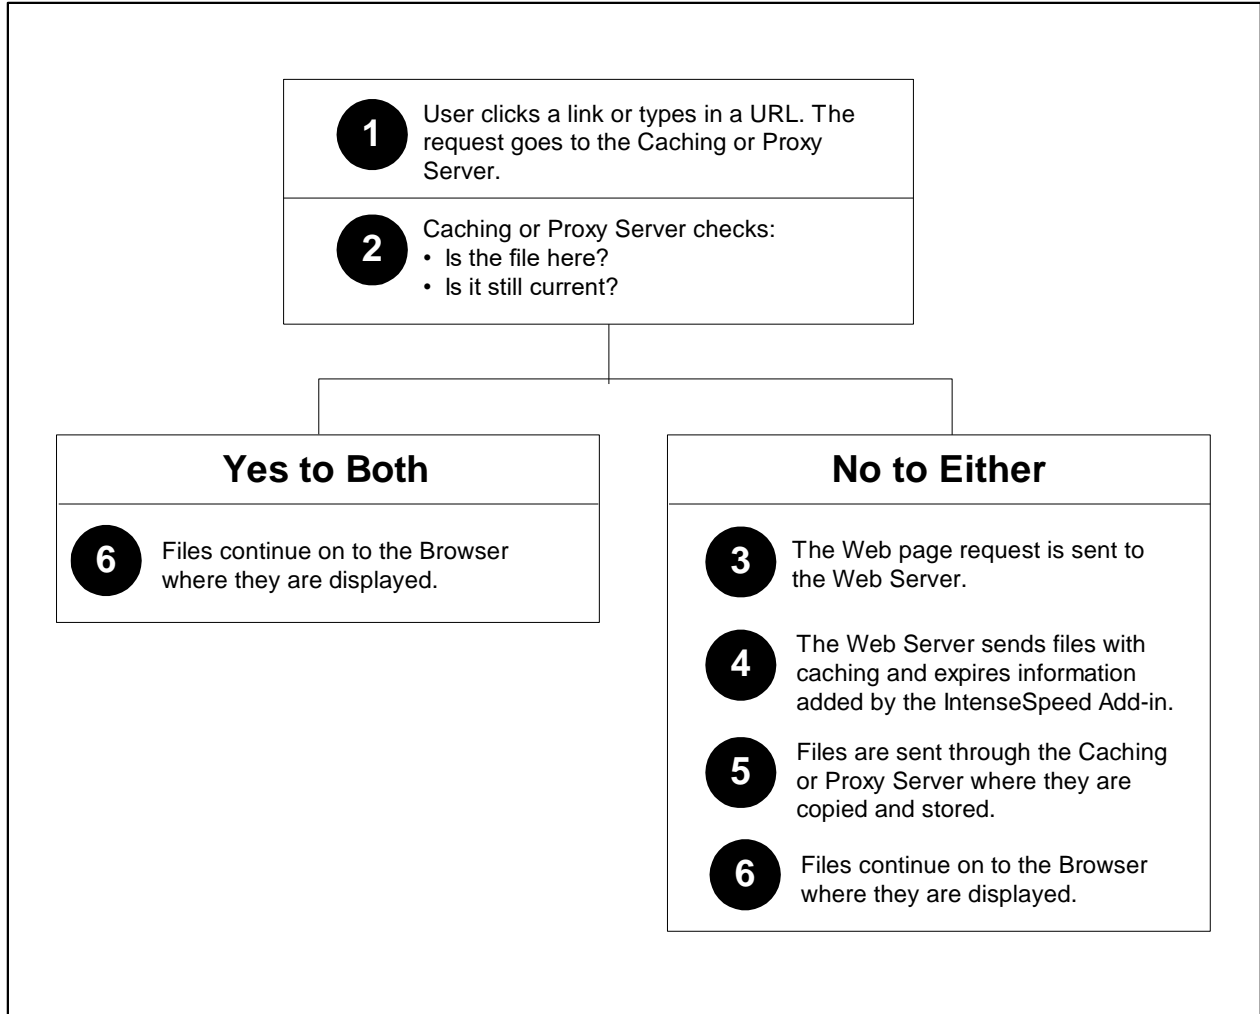 1
User clicks a link or types in a URL. The
request goes to the Caching or Proxy
Server.
2
Caching or Proxy Server checks:
• Is the file here?
• Is it still current?
Yes to Both
6
Files continue on to the Browser
where they are displayed.
No to Either
3
The Web page request is sent to
the Web Server.
4
The Web Server sends files with
caching and expires information
added by the IntenseSpeed Add-in.
5
Files are sent through the Caching
or Proxy Server where they are
copied and stored.
6
Files continue on to the Browser
where they are displayed.